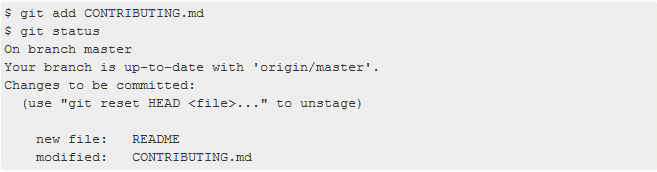 $ git add CONTRIBUTING.md
$ git status
On branch master
Your branch is up-to-date with 'origin/master'.
Changes to be committed:
  (use "git reset HEAD <file>..." to unstage)

    new file:   README
    modified:   CONTRIBUTING.md